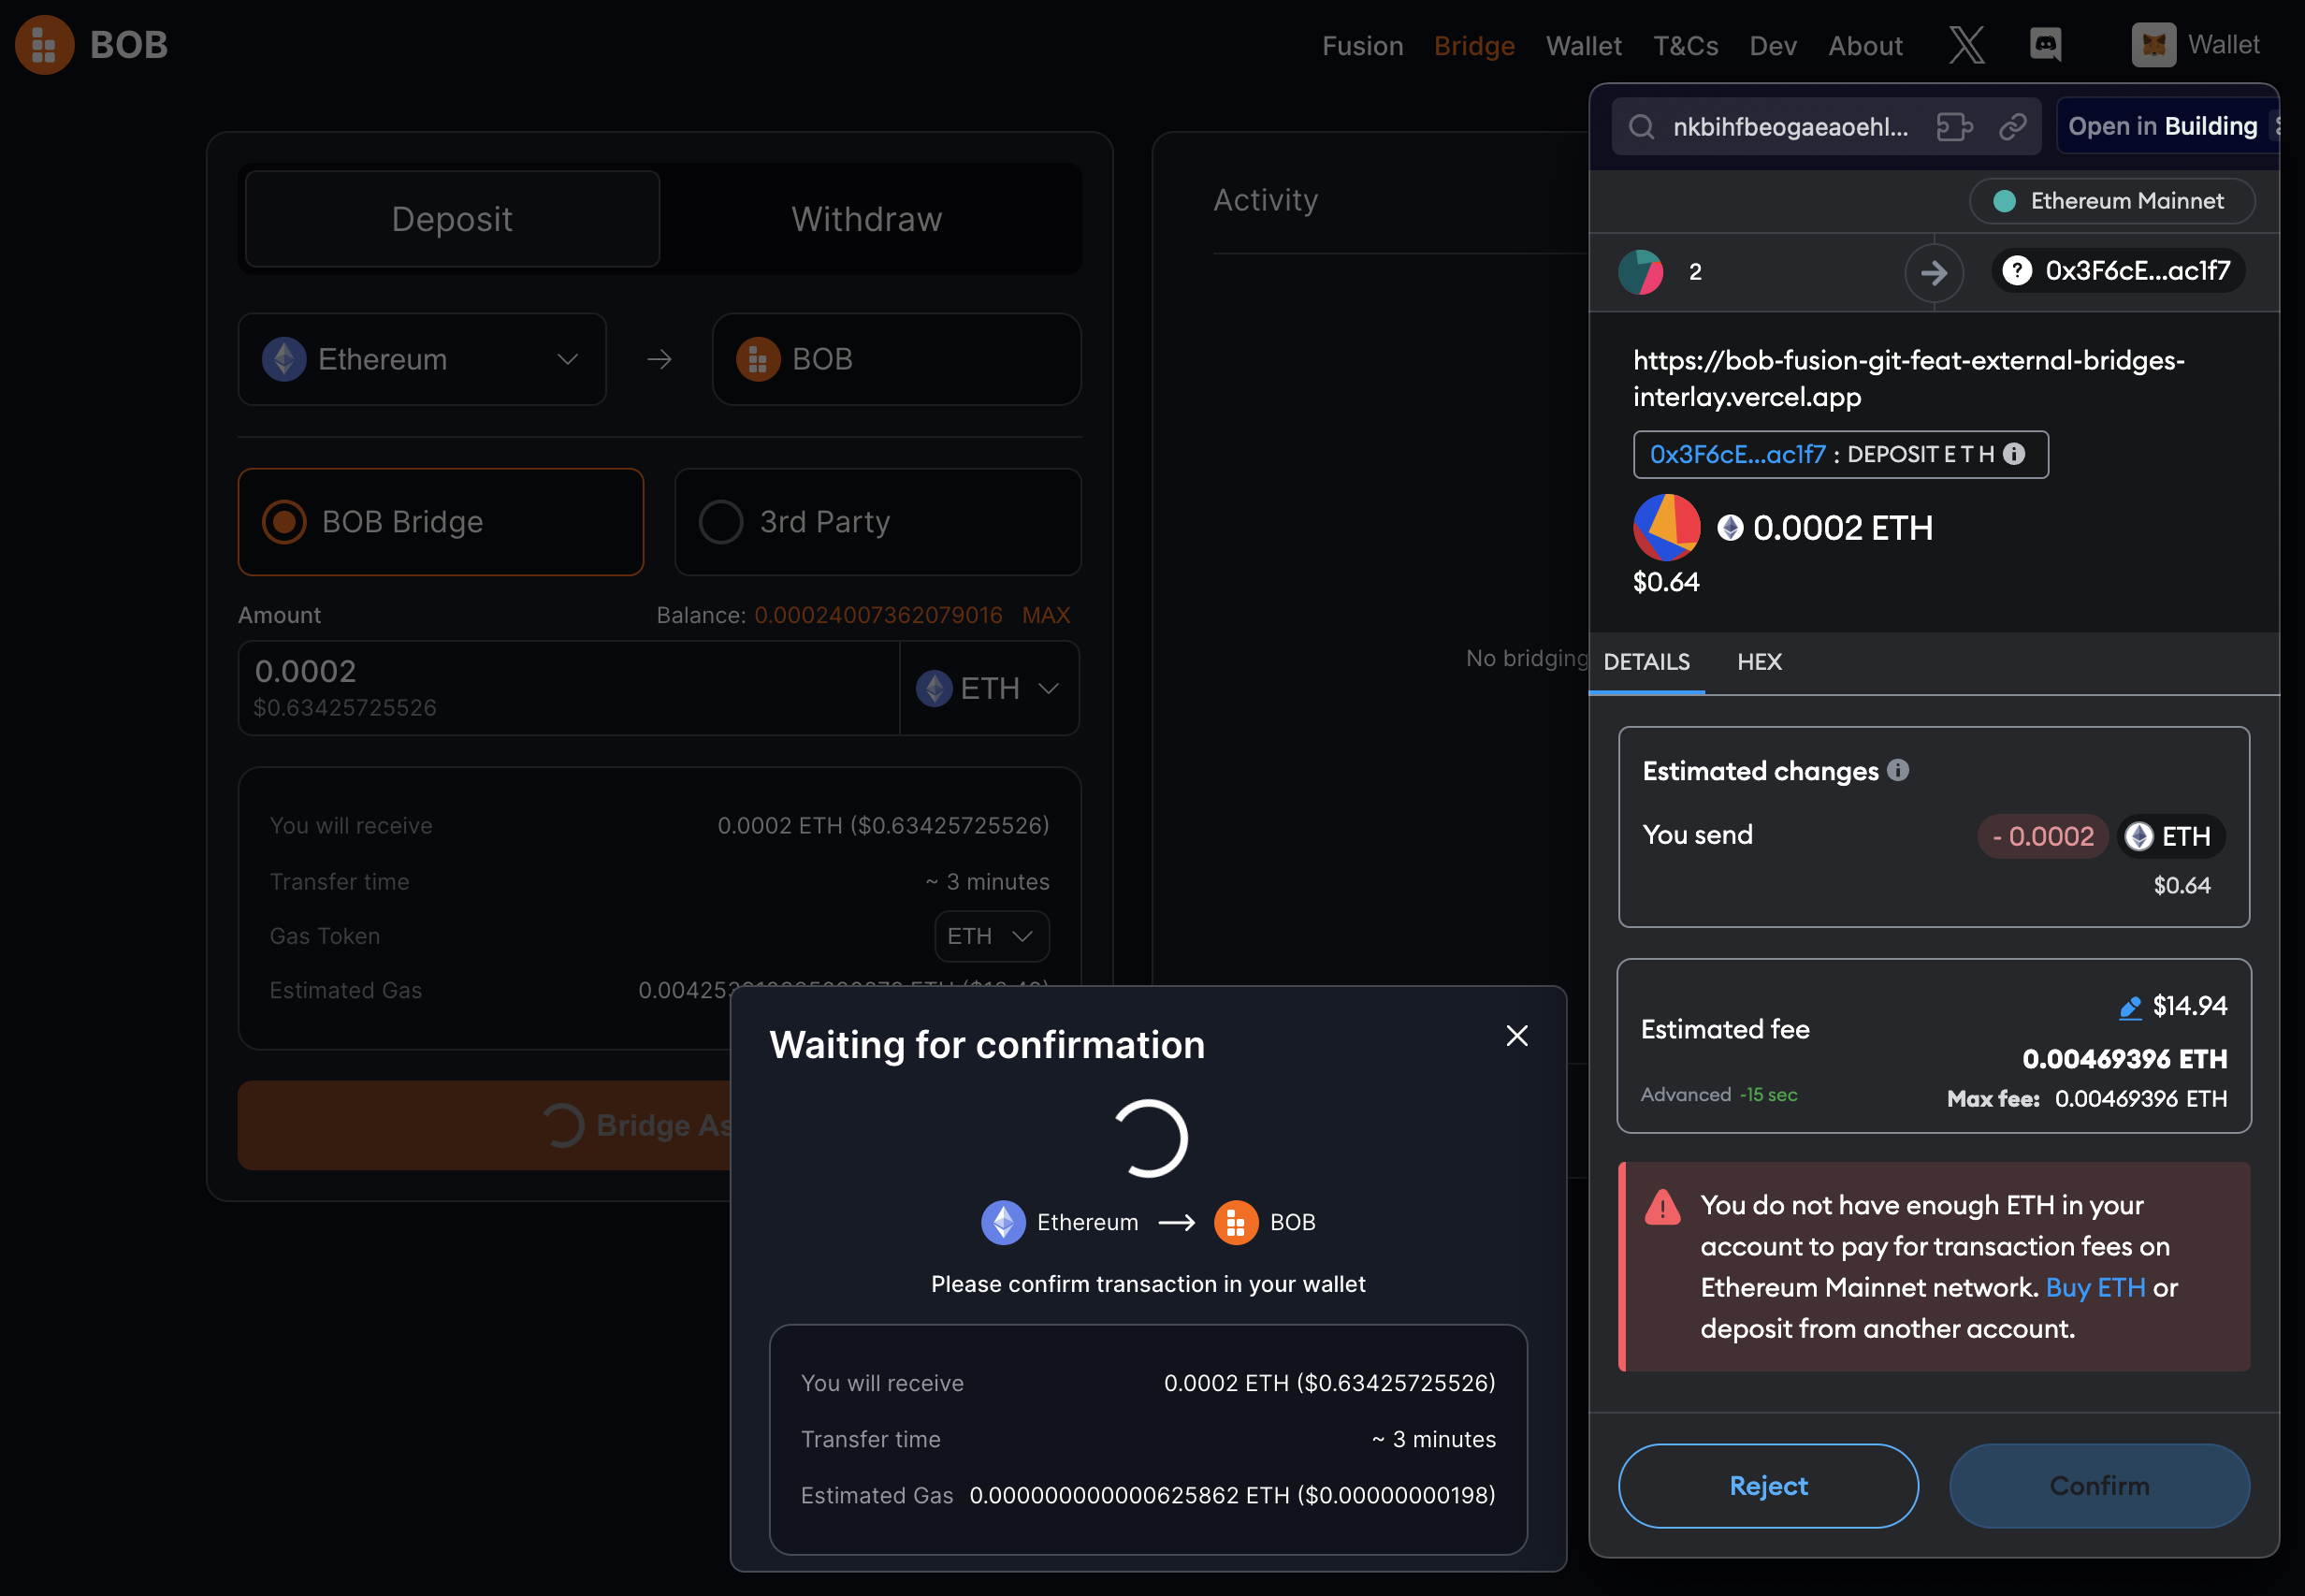 BOB
Fusion Bridge Wallet T&Cs Dev About Wallet
Deposit Withdraw
Ethereum BOB
BOB Bridge 3rd Party
Amount Balance: 0.00024007362079016 MAX
0.0002
$0.63425725526
ETH
You will receive 0.0002 ETH ($0.63425725526)
Transfer time ~ 3 minutes
Gas Token ETH
Estimated Gas
Bridge
Activity
No bridging
Waiting for confirmation
Ethereum BOB
Please confirm transaction in your wallet
You will receive 0.0002 ETH ($0.63425725526)
Transfer time ~ 3 minutes
Estimated Gas 0.000000000000625862 ETH ($0.00000000198)
nkbihfbeogaeaoehl... Open in Building
Ethereum Mainnet
2 0x3F6cE...ac1f7
https://bob-fusion-git-feat-external-bridges-
interlay.vercel.app
0x3F6cE...ac1f7 : DEPOSIT E T H
0.0002 ETH
$0.64
DETAILS HEX
Estimated changes
You send - 0.0002 ETH
$0.64
$14.94
Estimated fee
0.00469396 ETH
Advanced ~15 sec Max fee: 0.00469396 ETH
You do not have enough ETH in your
account to pay for transaction fees on
Ethereum Mainnet network. Buy ETH or
deposit from another account.
Reject Confirm